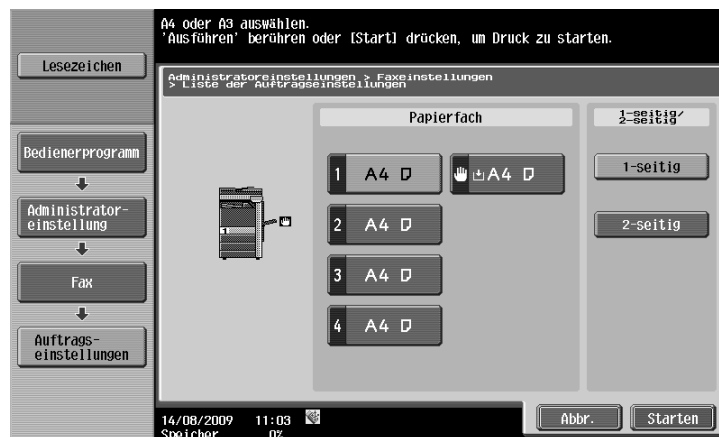 A4 oder A3 auswählen.
'Ausführen' berühren oder [Start] drücken, um Druck zu starten.
Lesezeichen
Administratoreinstellungen > Faxeinstellungen
> Liste der Auftragseinstellungen
Papierfach
1-seitig/
2-seitig
Bedienerprogramm
1 A4
A4
1-seitig
Administrator-
einstellung
2 A4
2-seitig
1
Fax
3 A4
4 A4
Auftrags-
einstellungen
14/08/2009 11:03
Speicher 0%
Abbr.
Starten